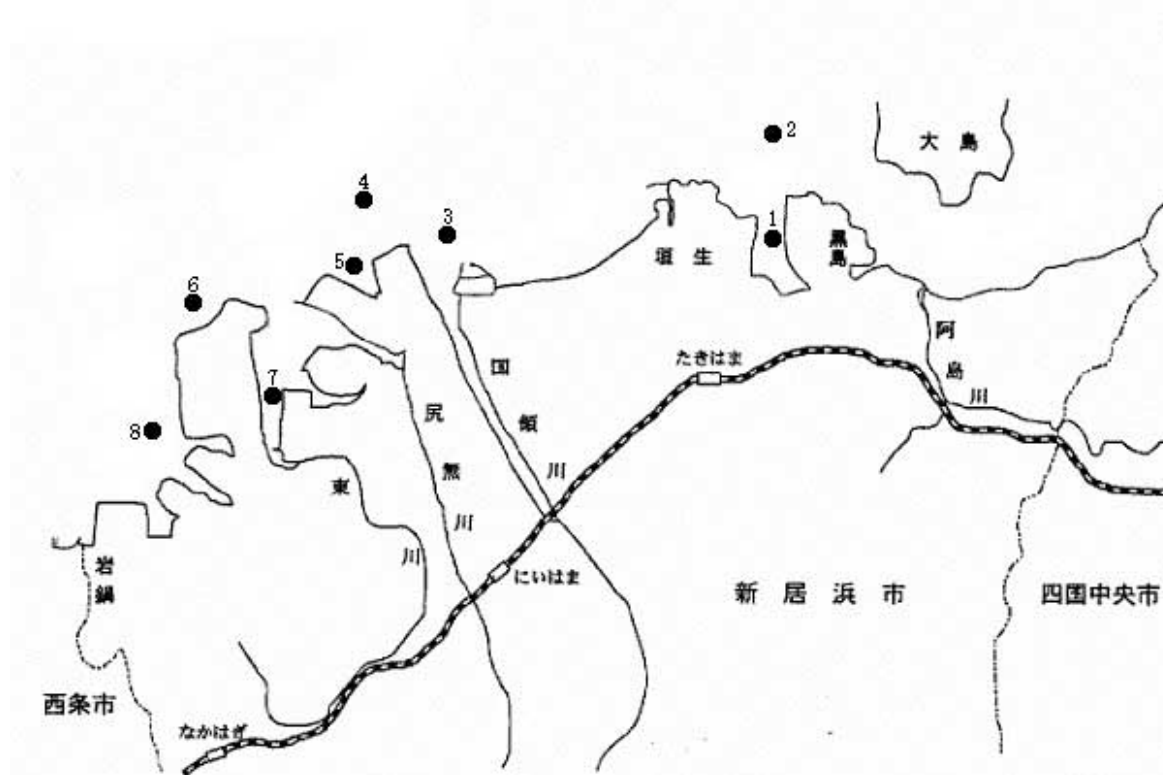 2
大島
4
3
1
5
垣生
黒島
6
阿島川
たきはま
国領川
7
尻無川
8
東川
岩鍋
にいはま
新居浜市
四国中央市
西条市
なかはぎ